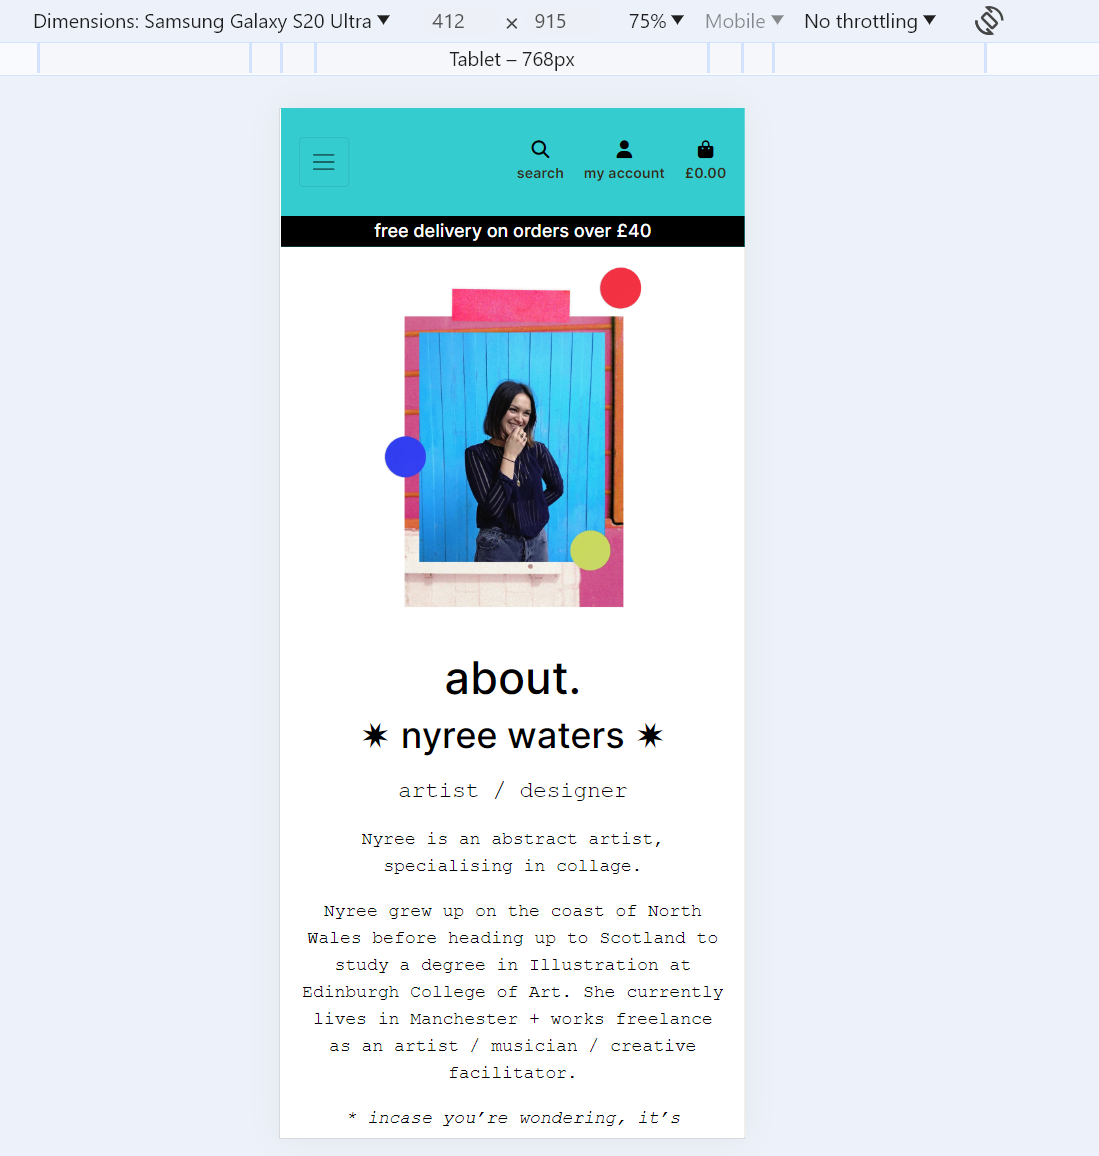 Dimensions: Samsung Galaxy S20 Ultra ▼ 412 × 915 75% ▼ Mobile ▼ No throttling ▼
Tablet – 768px
search my account £0.00
free delivery on orders over £40
about.
✷ nyree waters ✷
artist / designer
Nyree is an abstract artist,
specialising in collage.
Nyree grew up on the coast of North
Wales before heading up to Scotland to
study a degree in Illustration at
Edinburgh College of Art. She currently
lives in Manchester + works freelance
as an artist / musician / creative
facilitator.
* incase you’re wondering, it’s